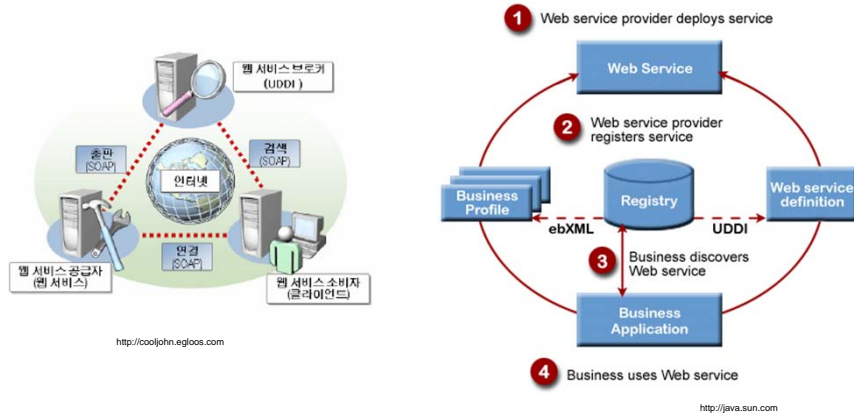 웹 서비스 브로커
(UDDI )
출판
(SOAP)
검색
(SOAP)
인터넷
연결
(SOAP)
웹 서비스 공급자
(웹 서비스)
웹 서비스 소비자
(클라이언트)
http://cooljohn.egloos.com
1 Web service provider deploys service
Web Service
2 Web service provider
registers service
Business
Profile
Registry
Web service
definition
ebXML
UDDI
3 Business discovers
Web service
Business
Application
4 Business uses Web service
http://java.sun.com